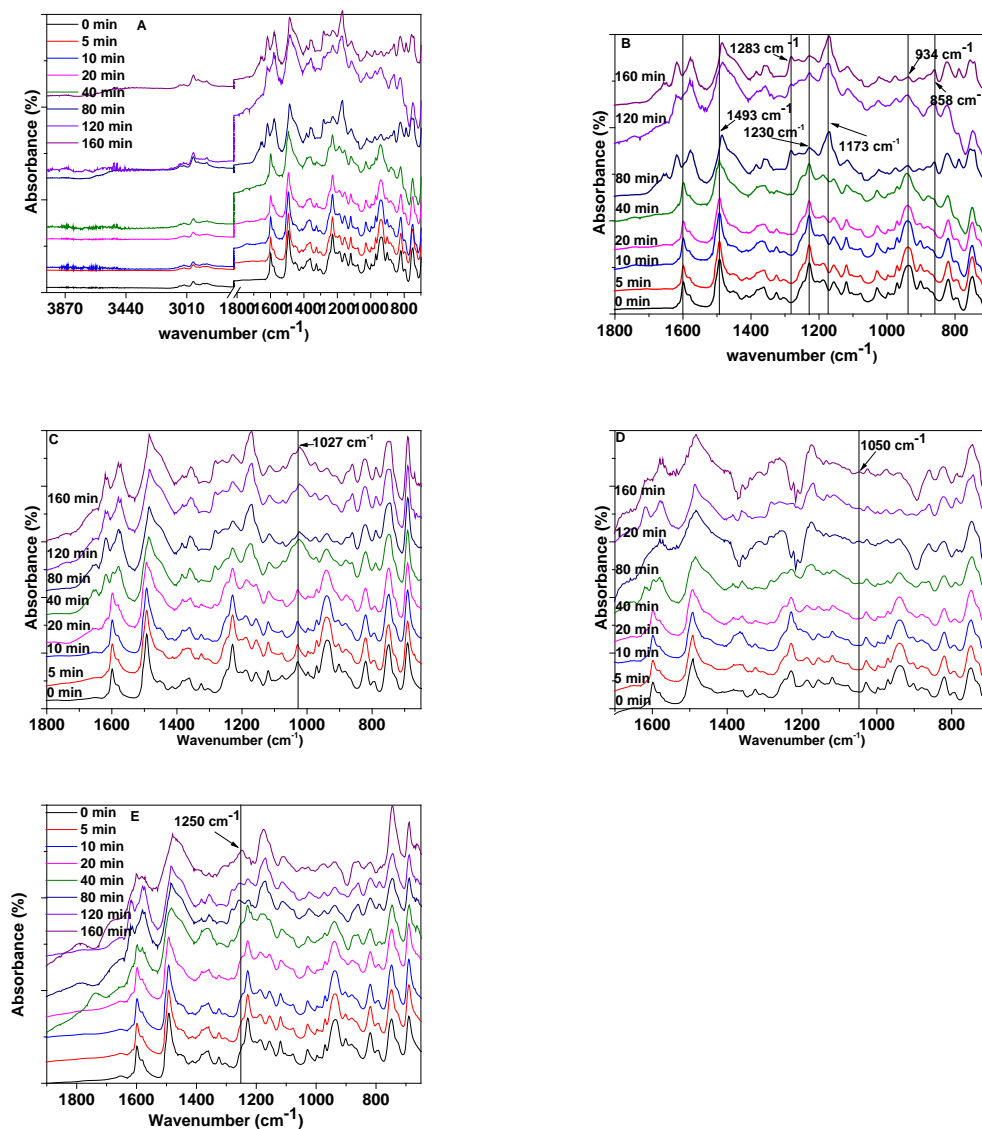 A
0 min
5 min
10 min
20 min
40 min
80 min
120 min
160 min
Absorbance (%)
3870 3440 3010 1800 1600 1400 1200 1000 800
wavenumber (cm-1)
B
1283 cm-1
934 cm-1
160 min
858 cm-
1493 cm-1
120 min
1230 cm-1
1173 cm-1
80 min
40 min
20 min
10 min
5 min
0 min
Absorbance (%)
1800 1600 1400 1200 1000 800
wavenumber (cm-1)
C
1027 cm-1
160 min
120 min
80 min
40 min
20 min
10 min
5 min
0 min
Absorbance (%)
1800 1600 1400 1200 1000 800
Wavenumber (cm-1)
D
1050 cm-1
160 min
120 min
80 min
40 min
20 min
10 min
5 min
0 min
Absorbance (%)
1600 1400 1200 1000 800
Wavenumber (cm-1)
E
0 min
5 min
10 min
20 min
40 min
80 min
120 min
160 min
1250 cm-1
Absorbance (%)
1800 1600 1400 1200 1000 800
Wavenumber (cm-1)